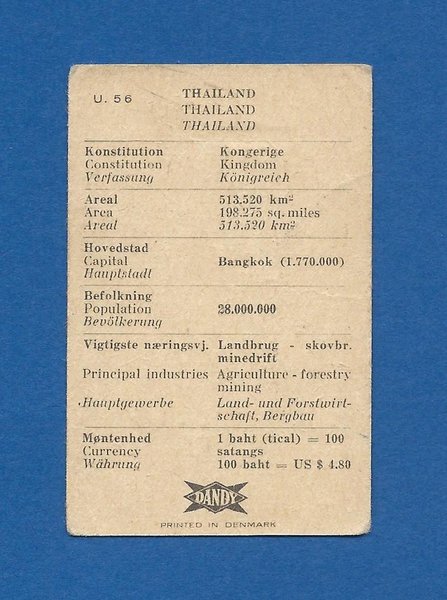 U. 56
THAILAND
THAILAND
THAILAND
Konstitution Kongerige
Constitution Kingdom
Verfassung Königreich
Areal 513.520 km²
Area 198.275 sq. miles
Areal 513.520 km²
Hovedstad
Capital Bangkok (1.770.000)
Hauptstadt
Befolkning
Population 28.000.000
Bevölkerung
Vigtigste næringsvj. Landbrug - skovbr.
minedrift
Principal industries Agriculture - forestry
mining
Hauptgewerbe Land- und Forstwirt-
schaft, Bergbau
Møntenhed 1 baht (tical) = 100
Currency satangs
Währung 100 baht = US $ 4.80
DANDY
PRINTED IN DENMARK